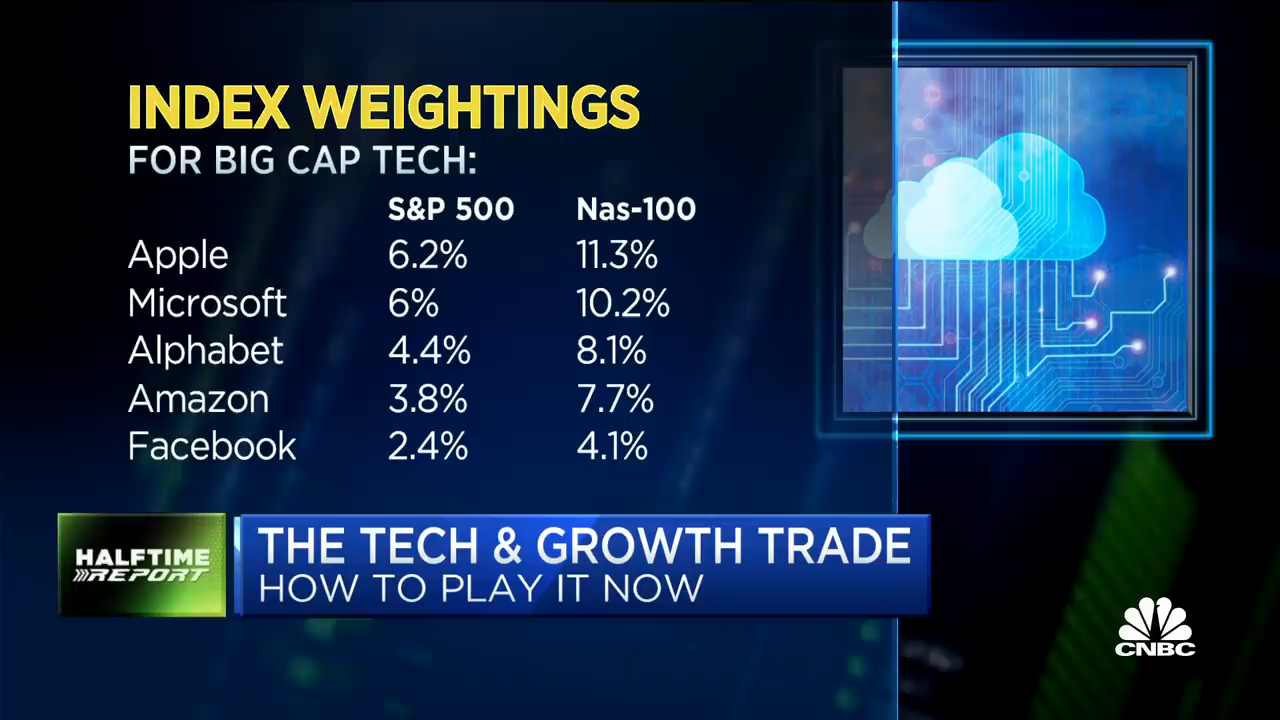 INDEX WEIGHTINGS
FOR BIG CAP TECH:
S&P 500 Nas-100
Apple 6.2% 11.3%
Microsoft 6% 10.2%
Alphabet 4.4% 8.1%
Amazon 3.8% 7.7%
Facebook 2.4% 4.1%
HALFTIME
REPORT
THE TECH & GROWTH TRADE
HOW TO PLAY IT NOW
CNBC